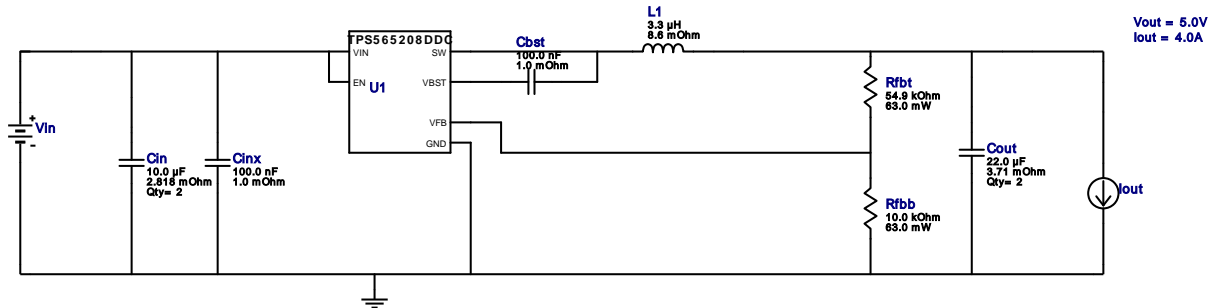 L1
3.3 µH
8.6 mOhm
Vout = 5.0V
Iout = 4.0A
TPS565208DDC
VIN
SW
EN
U1
VBST
VFB
GND
Cbst
100.0 nF
1.0 mOhm
Rfbt
54.9 kOhm
63.0 mW
+
Vin
-
Cin
10.0 µF
2.818 mOhm
Qty= 2
Cinx
100.0 nF
1.0 mOhm
Cout
22.0 µF
3.71 mOhm
Qty= 2
Iout
Rfbb
10.0 kOhm
63.0 mW